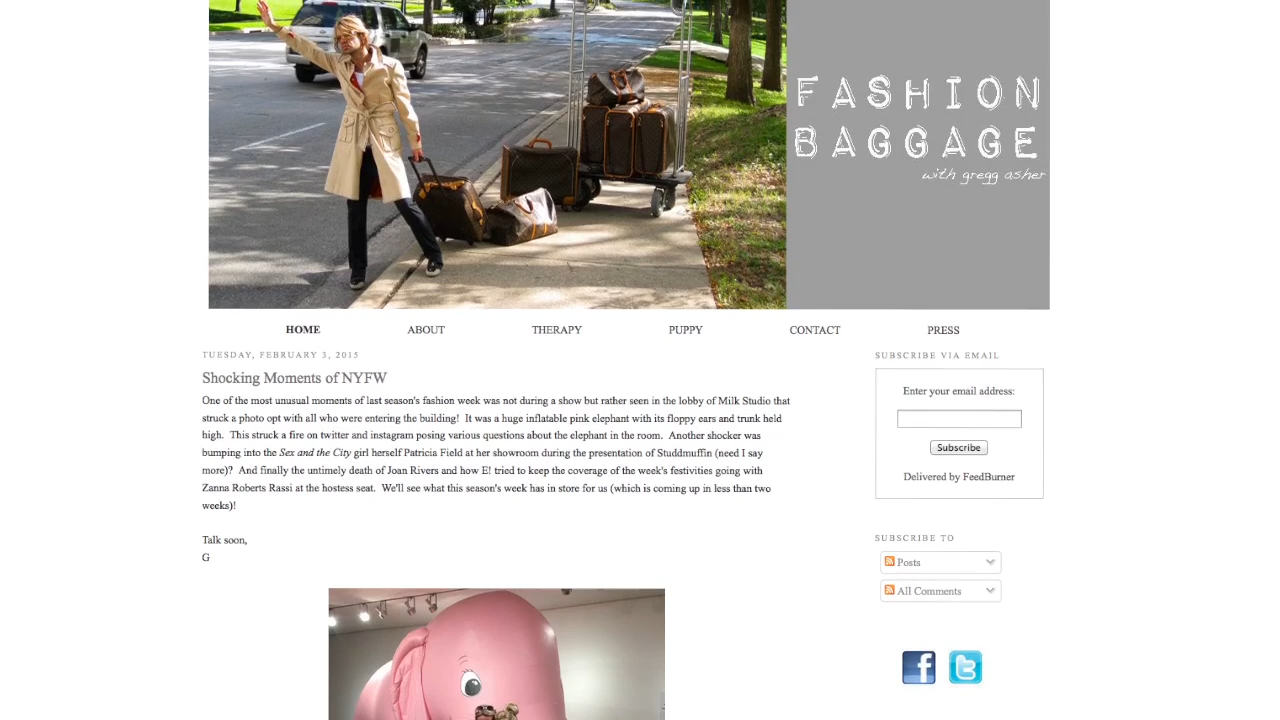 FASHION
BAGGAGE
with gregg asher
HOME
ABOUT
THERAPY
PUPPY
CONTACT
PRESS
TUESDAY, FEBRUARY 3, 2015
Shocking Moments of NYFW
One of the most unusual moments of last season's fashion week was not during a show but rather seen in the lobby of Milk Studio that
struck a photo opt with all who were entering the building!  It was a huge inflatable pink elephant with its floppy ears and trunk held
high.  This struck a fire on twitter and instagram posing various questions about the elephant in the room.  Another shocker was
bumping into the Sex and the City girl herself Patricia Field at her showroom during the presentation of Studdmuffin (need I say
more)?  And finally the untimely death of Joan Rivers and how E! tried to keep the coverage of the week's festivities going with
Zanna Roberts Rassi at the hostess seat.  We'll see what this season's week has in store for us (which is coming up in less than two
weeks)!
Talk soon,
G
SUBSCRIBE VIA EMAIL
Enter your email address:
Subscribe
Delivered by FeedBurner
SUBSCRIBE TO
Posts
All Comments